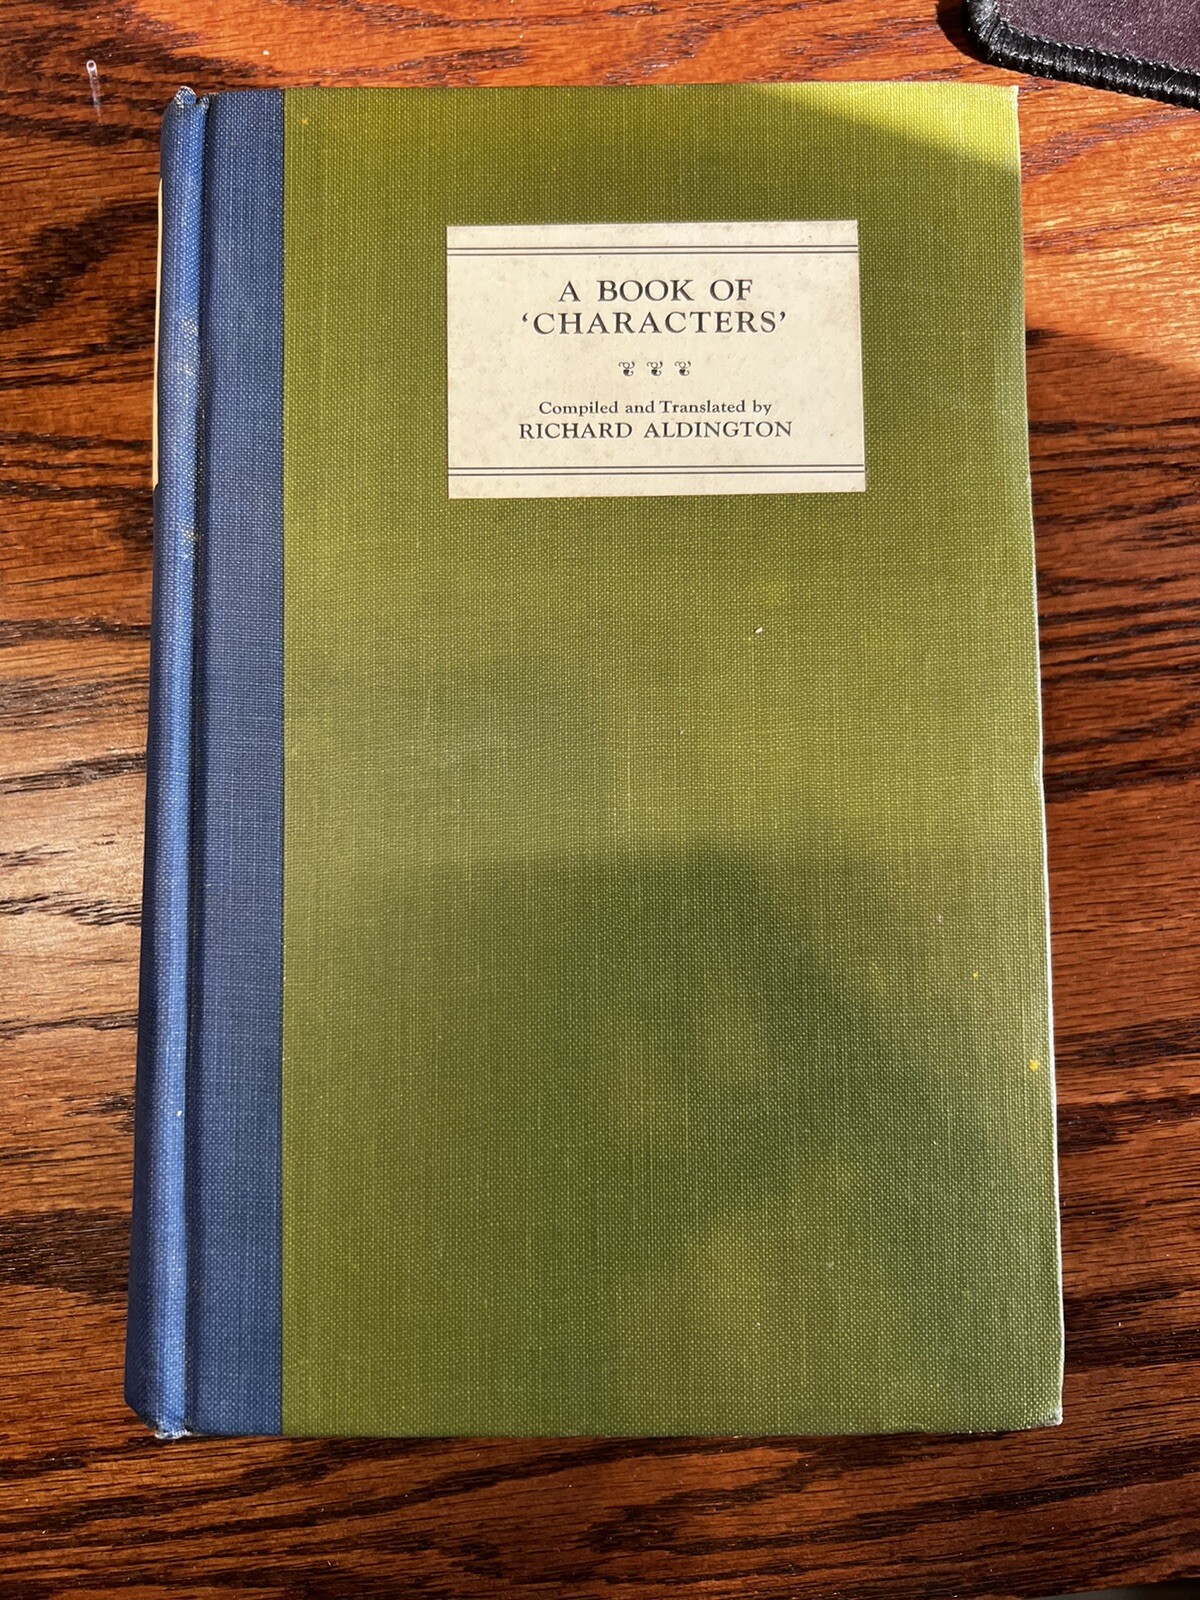 A BOOK OF
‘CHARACTERS’
Compiled and Translated by
RICHARD ALDINGTON